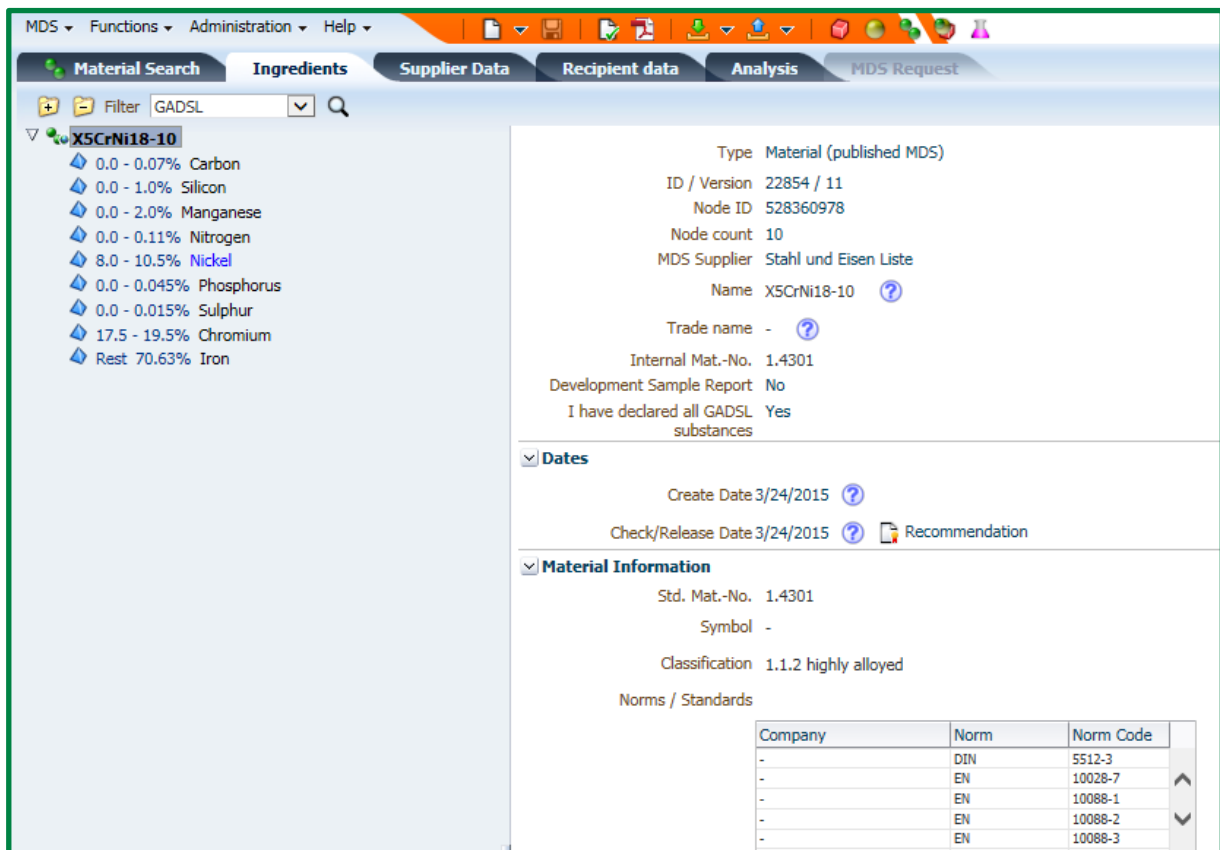 MDS Functions Administration Help
Material Search Ingredients Supplier Data Recipient data Analysis MDS Request
Filter GADSL
X5CrNi18-10
0.0 - 0.07% Carbon
0.0 - 1.0% Silicon
0.0 - 2.0% Manganese
0.0 - 0.11% Nitrogen
8.0 - 10.5% Nickel
0.0 - 0.045% Phosphorus
0.0 - 0.015% Sulphur
17.5 - 19.5% Chromium
Rest 70.63% Iron
Type Material (published MDS)
ID / Version 22854 / 11
Node ID 528360978
Node count 10
MDS Supplier Stahl und Eisen Liste
Name X5CrNi18-10 ?
Trade name - ?
Internal Mat.-No. 1.4301
Development Sample Report No
I have declared all GADSL Yes
substances
Dates
Create Date 3/24/2015 ?
Check/Release Date 3/24/2015 ? Recommendation
Material Information
Std. Mat.-No. 1.4301
Symbol -
Classification 1.1.2 highly alloyed
Norms / Standards
Company Norm Norm Code
- DIN 5512-3
- EN 10028-7
- EN 10088-1
- EN 10088-2
- EN 10088-3